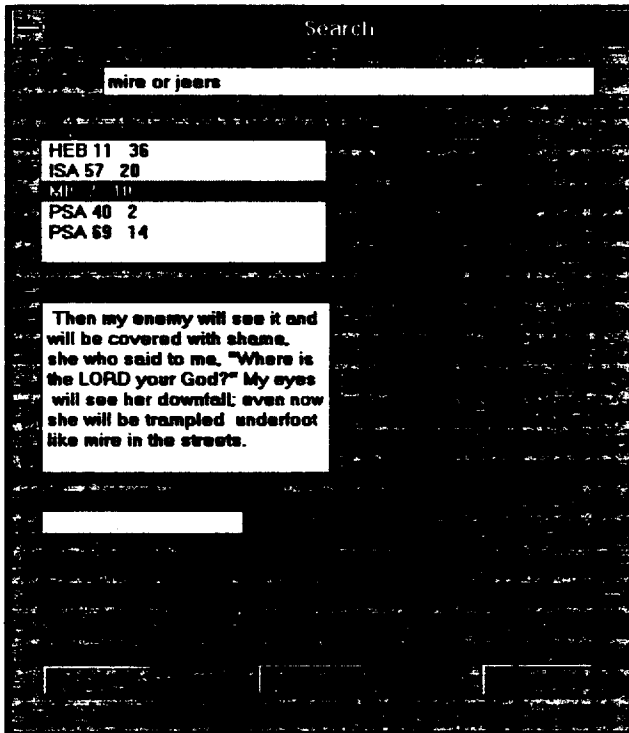 Search
mire or jeers
HEB 11 36
ISA 57 20
MIC 7 10
PSA 40 2
PSA 69 14
Then my enemy will see it and
will be covered with shame,
she who said to me, "Where is
the LORD your God?" My eyes
will see her downfall; even now
she will be trampled underfoot
like mire in the streets.